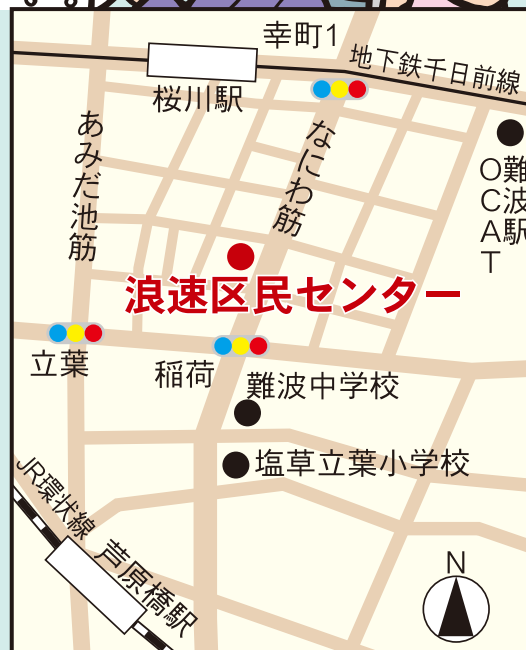 幸町1
地下鉄千日前線
桜川駅
あみだ池筋
なにわ筋
O難
C波
A駅
T
浪速区民センター
立葉
稲荷
難波中学校
塩草立葉小学校
JR環状線
芦原橋駅
N